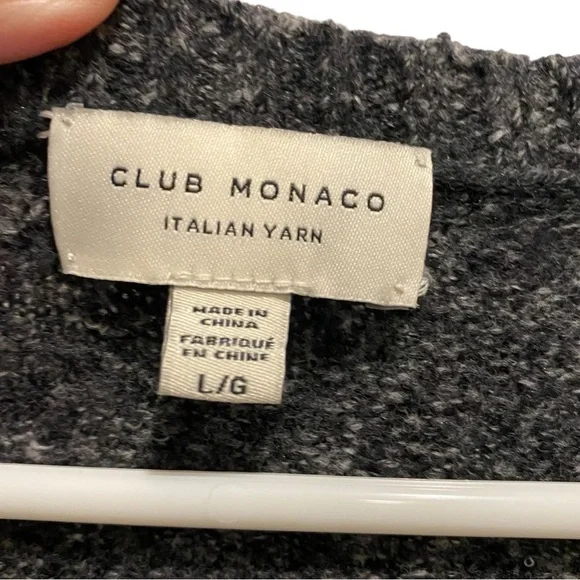 CLUB MONACO
ITALIAN YARN
MADE IN
CHINA
FABRIQUÉ
EN CHINE
L/G